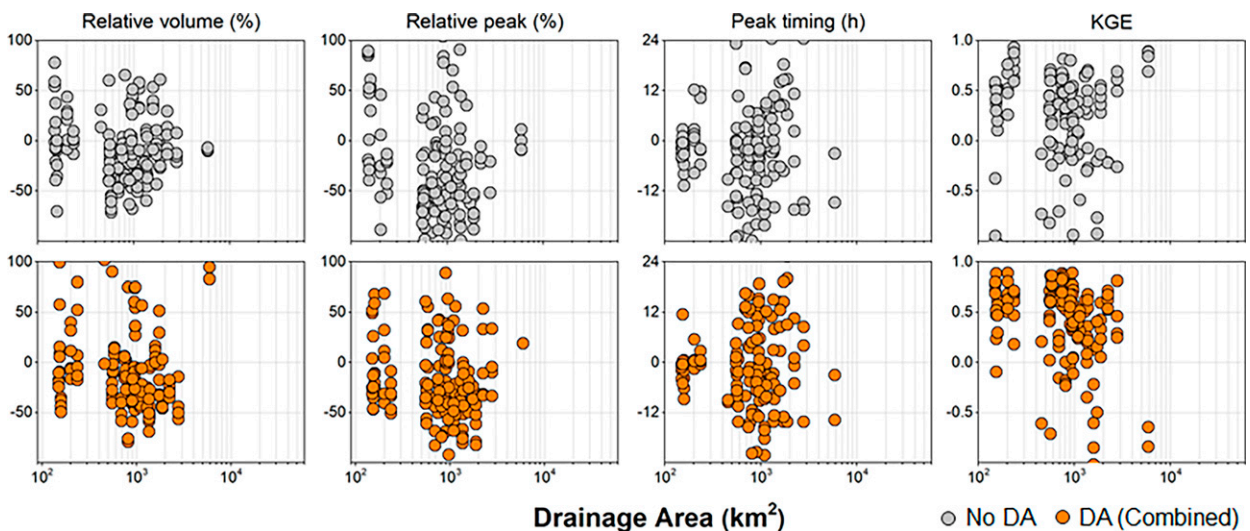 Relative volume (%) Relative peak (%) Peak timing (h) KGE
100 100 24 1.0
50 50 12 0.5
0 0 0 0.0
−50 −50 −12 −0.5
100 100 24 1.0
50 50 12 0.5
0 0 0 0.0
−50 −50 −12 −0.5
10² 10³ 10⁴ 10² 10³ 10⁴ 10² 10³ 10⁴ 10² 10³ 10⁴
Drainage Area (km²) No DA DA (Combined)